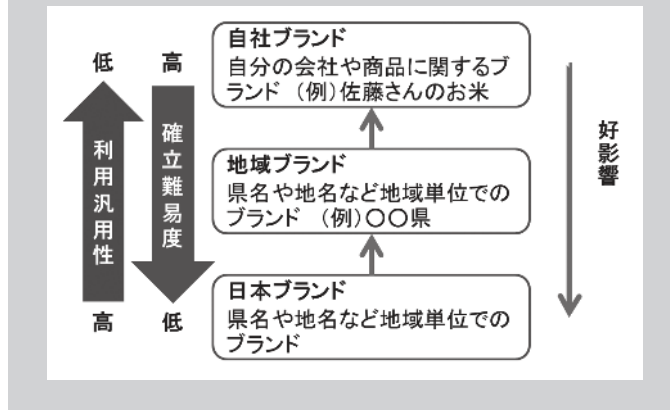 低
高
利用汎用性
確立難易度
高
低
自社ブランド
自分の会社や商品に関するブ
ランド （例）佐藤さんのお米
地域ブランド
県名や地名など地域単位での
ブランド （例）〇〇県
日本ブランド
県名や地名など地域単位での
ブランド
好影響